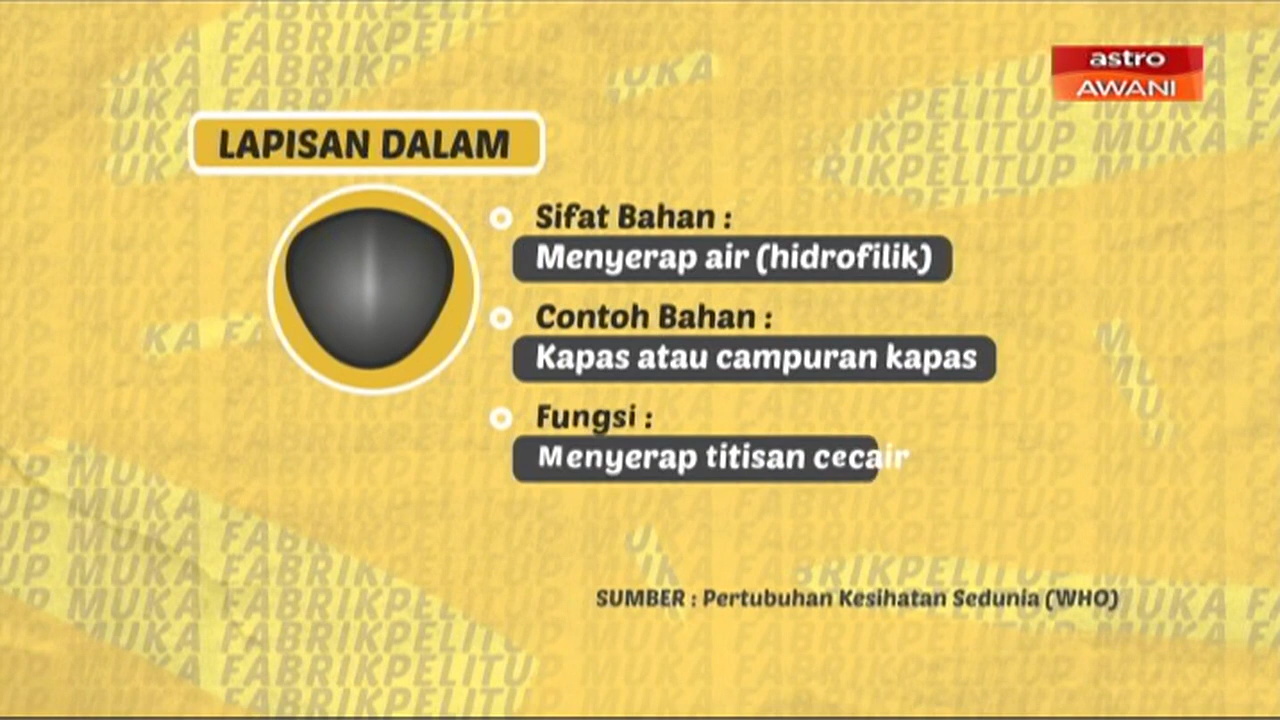 astro
AWANI
LAPISAN DALAM
Sifat Bahan :
Menyerap air (hidrofilik)
Contoh Bahan :
Kapas atau campuran kapas
Fungsi :
Menyerap titisan cecair
SUMBER : Pertubuhan Kesihatan Sedunia (WHO)